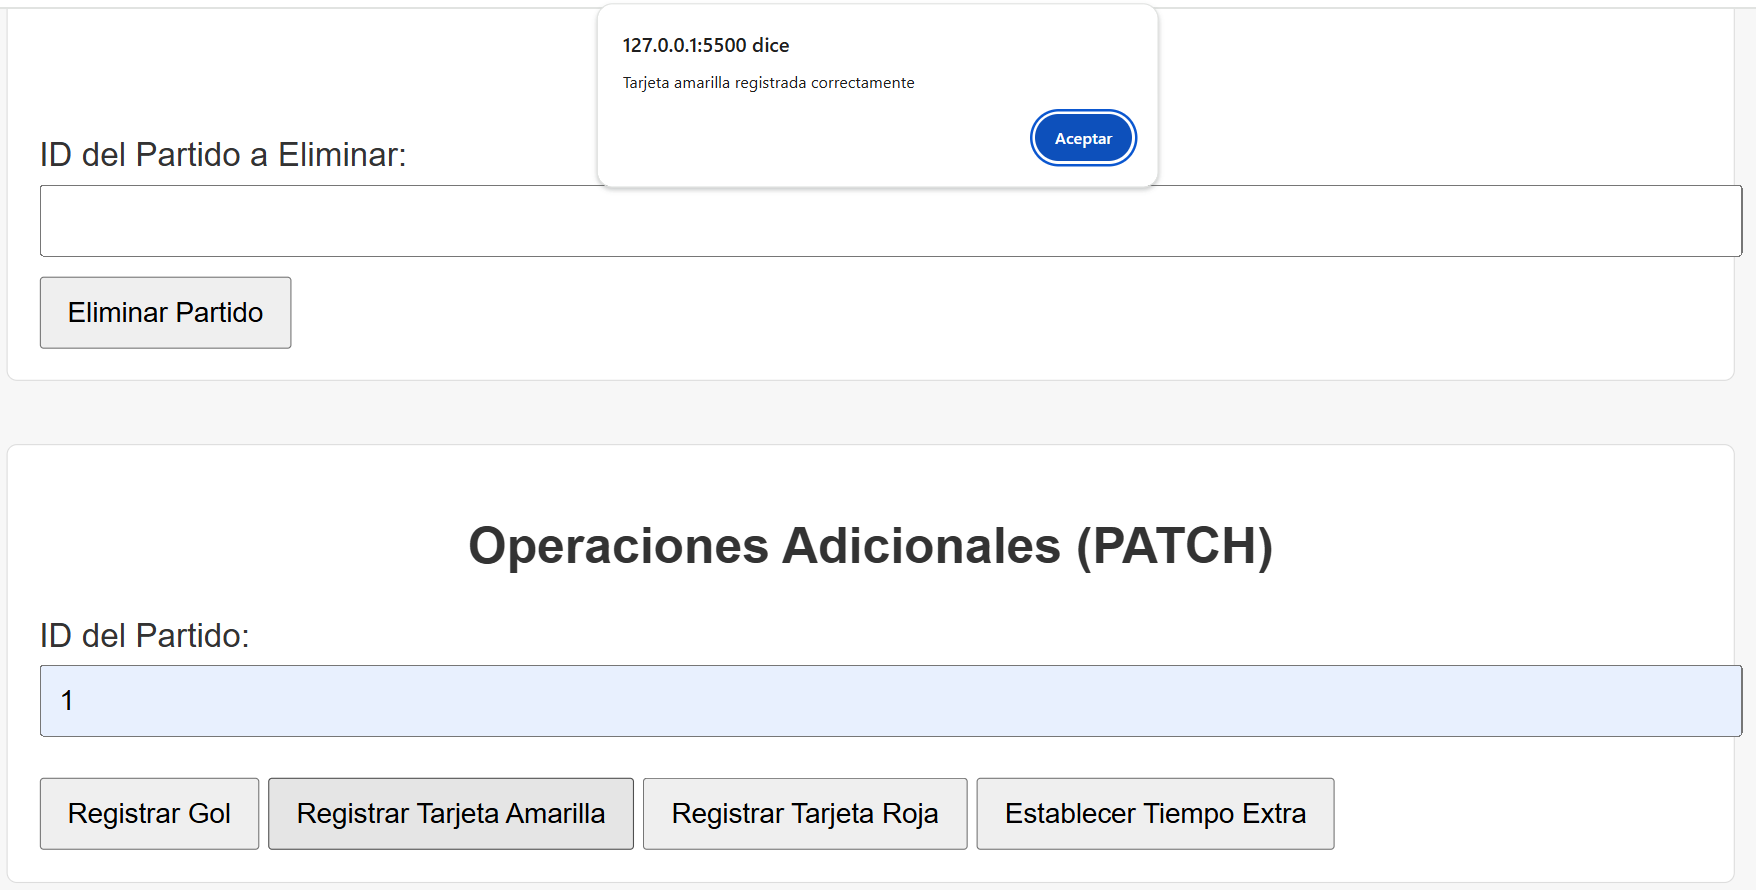 127.0.0.1:5500 dice
Tarjeta amarilla registrada correctamente
Aceptar
ID del Partido a Eliminar:
Eliminar Partido
Operaciones Adicionales (PATCH)
ID del Partido:
1
Registrar Gol
Registrar Tarjeta Amarilla
Registrar Tarjeta Roja
Establecer Tiempo Extra